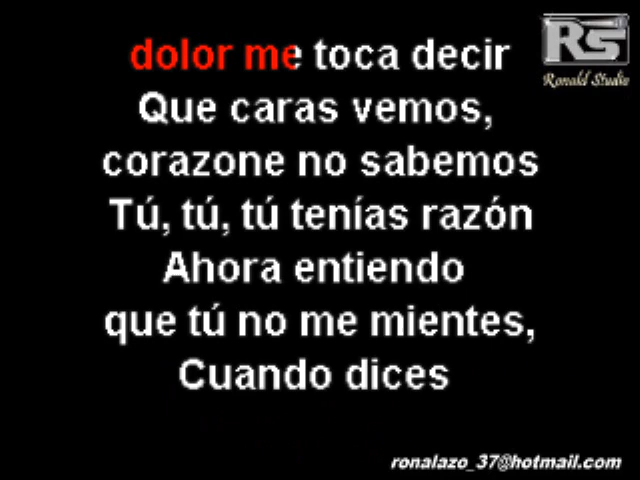 dolor me toca decir
Que caras vemos,
corazone no sabemos
Tú, tú, tú tenías razón
Ahora entiendo
que tú no me mientes,
Cuando dices
RS
Ronald Studio
ronalazo_37@hotmail.com